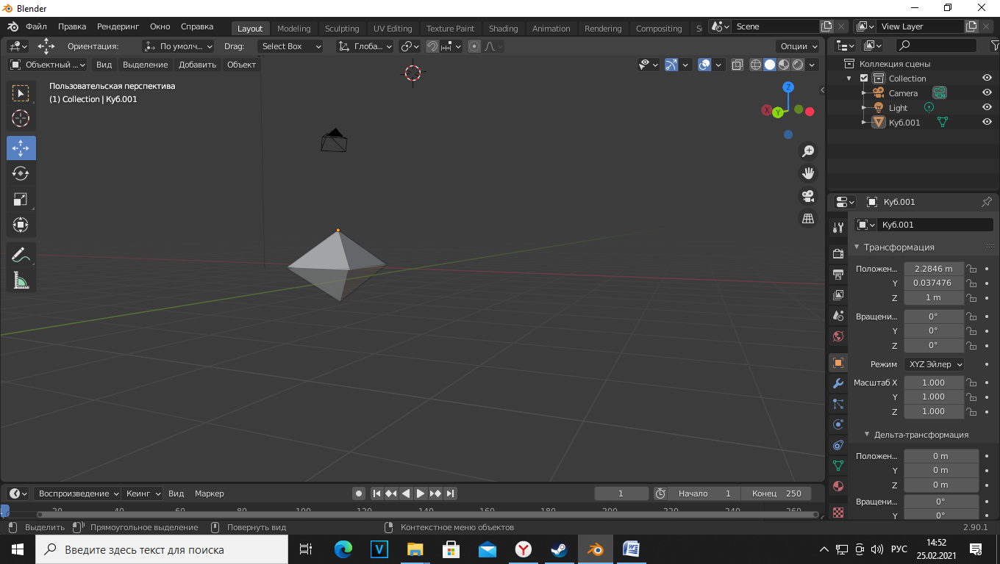 Blender
Файл Правка Рендеринг Окно Справка Layout Modeling Sculpting UV Editing Texture Paint Shading Animation Rendering Compositing Scene View Layer
Ориентация: По умолч... Drag: Select Box Глоба... Опции
Объектный ... Вид Выделение Добавить Объект
Пользовательская перспектива
(1) Collection | Куб.001
Z
X
Y
Коллекция сцены
Collection
Camera
Light
Куб.001
Куб.001
Куб.001
Трансформация
Положен... 2.2846 m
Y 0.037476
Z 1 m
Вращени... 0°
Y 0°
Z 0°
Режим XYZ Эйлер
Масштаб X 1.000
Y 1.000
Z 1.000
Дельта-трансформация
Положен... 0 m
Y 0 m
Z 0 m
Вращени... 0°
Y 0°
Воспроизведение Кеинг Вид Маркер 1 Начало 1 Конец 250
20 40 60 80 100 120 140 160 180 200 220 240 260
Выделить Прямоугольное выделение Повернуть вид Контекстное меню объектов 2.90.1
Введите здесь текст для поиска
РУС
14:52
25.02.2021